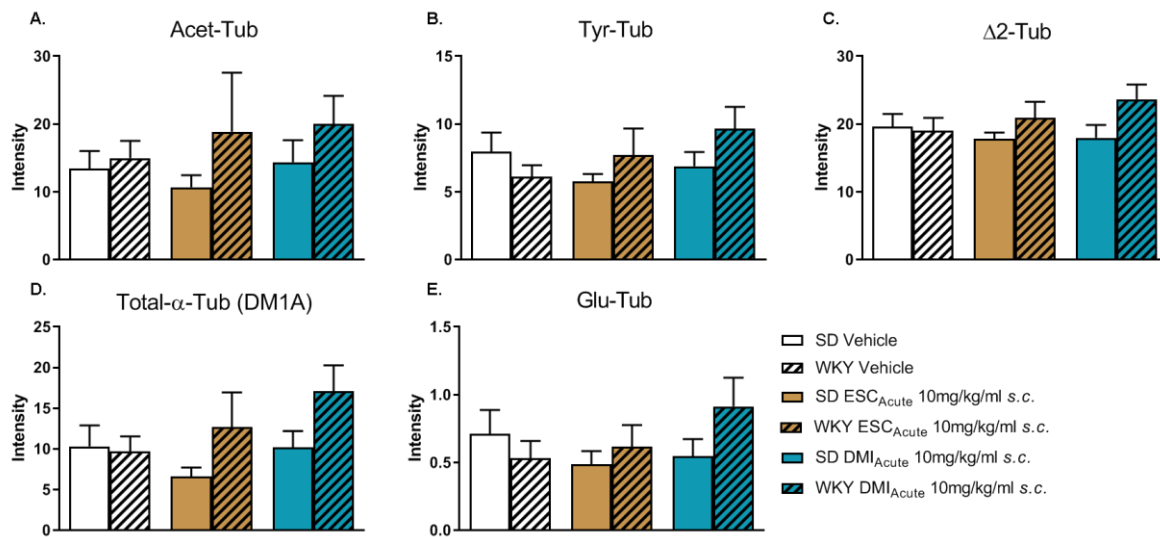 A.
Acet-Tub
Intensity
30
20
10
0
B.
Tyr-Tub
Intensity
15
10
5
0
C.
Δ2-Tub
Intensity
30
20
10
0
D.
Total-α-Tub (DM1A)
Intensity
25
20
15
10
5
0
E.
Glu-Tub
Intensity
1.5
1.0
0.5
0.0
SD Vehicle
WKY Vehicle
SD ESCAcute 10mg/kg/ml s.c.
WKY ESCAcute 10mg/kg/ml s.c.
SD DMIAcute 10mg/kg/ml s.c.
WKY DMIAcute 10mg/kg/ml s.c.